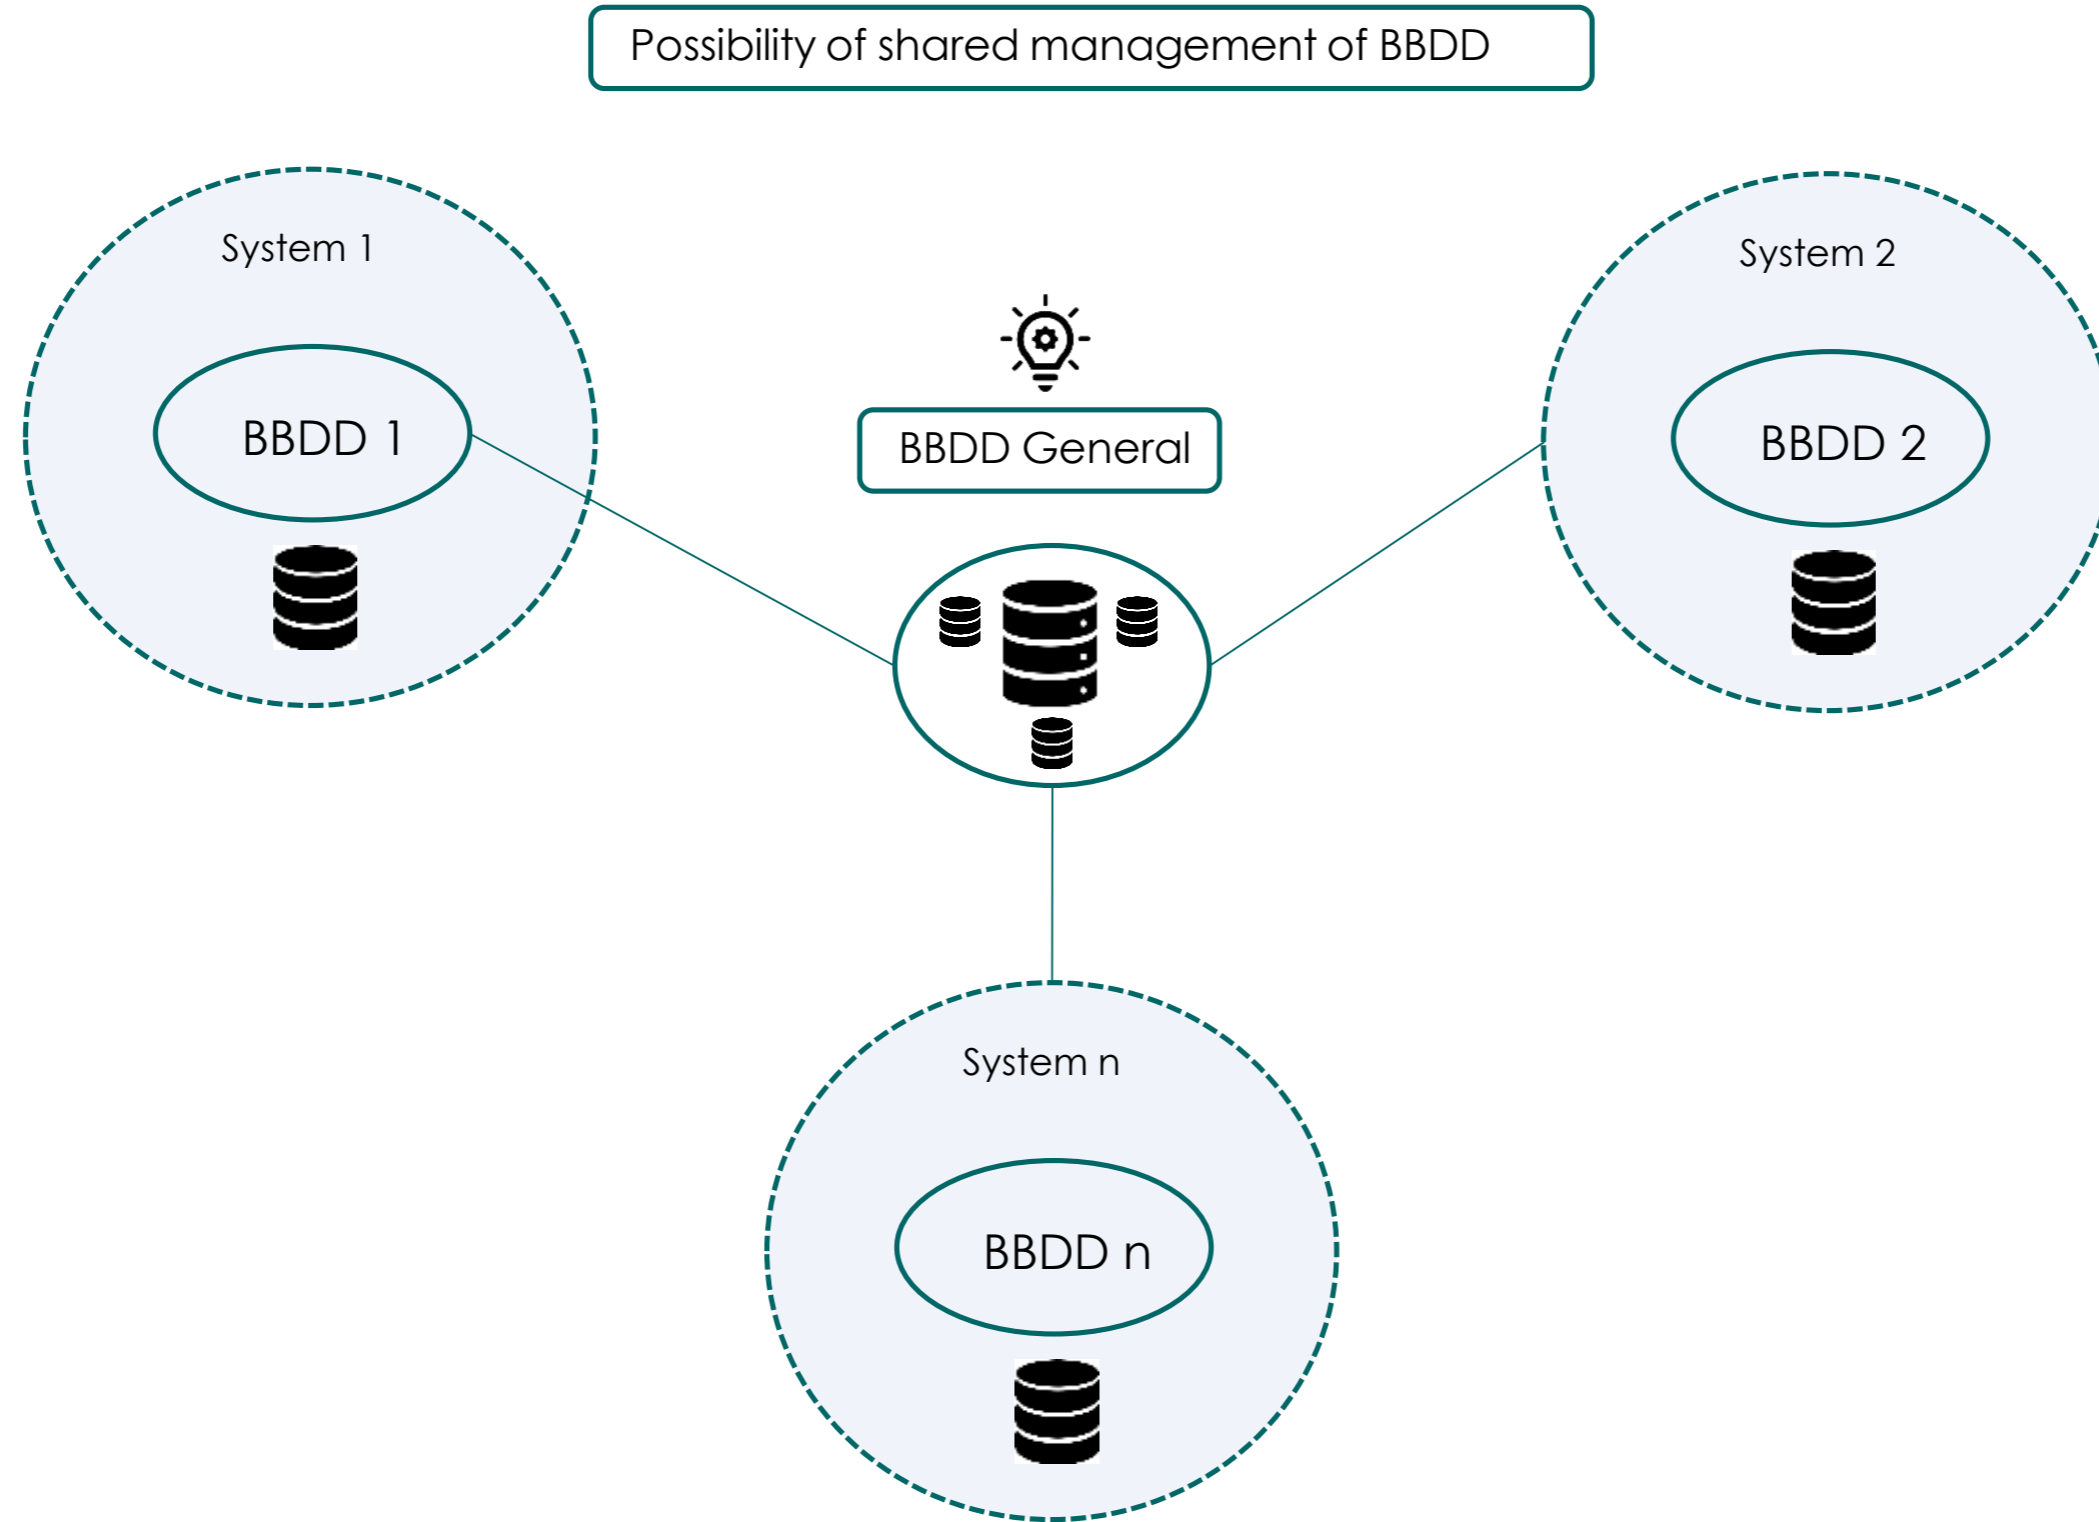 Possibility of shared management of BBDD
System 1
System 2
BBDD 1
BBDD General
BBDD 2
System n
BBDD n